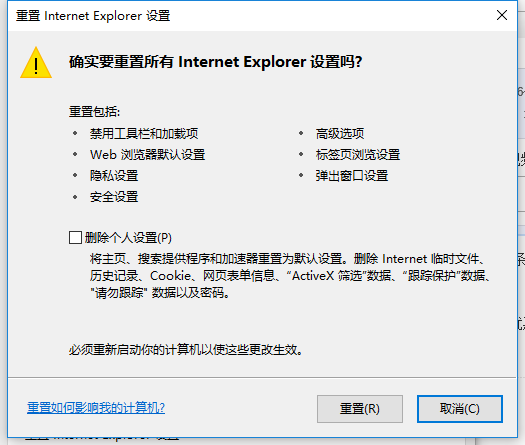 重置 Internet Explorer 设置
确实要重置所有 Internet Explorer 设置吗?
重置包括:
• 禁用工具栏和加载项
• 高级选项
• Web 浏览器默认设置
• 标签页浏览设置
• 隐私设置
• 弹出窗口设置
• 安全设置
删除个人设置(P)
将主页、搜索提供程序和加速器重置为默认设置。删除 Internet 临时文件、
历史记录、Cookie、网页表单信息、“ActiveX 筛选”数据、“跟踪保护”数据、
"请勿跟踪" 数据以及密码。
必须重新启动你的计算机以使这些更改生效。
重置如何影响我的计算机?
重置(R)
取消(C)
重置 Internet Explorer 设置